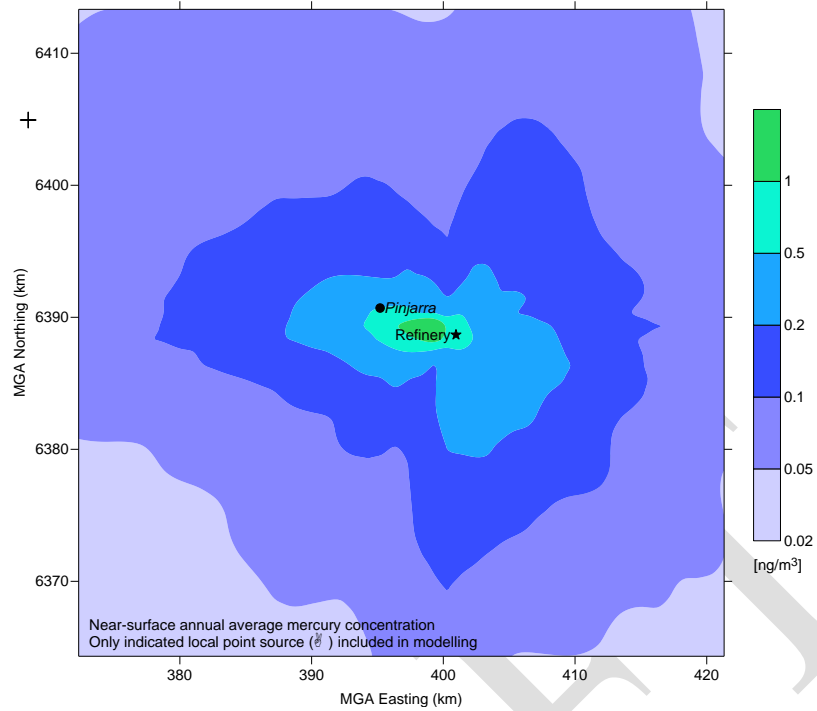 6410
6400
6390
6380
6370
MGA Northing (km)
Pinjarra
Refinery
Near-surface annual average mercury concentration
Only indicated local point source (✌ ) included in modelling
380
390
400
410
420
MGA Easting (km)
1
0.5
0.2
0.1
0.05
0.02
[ng/m³]